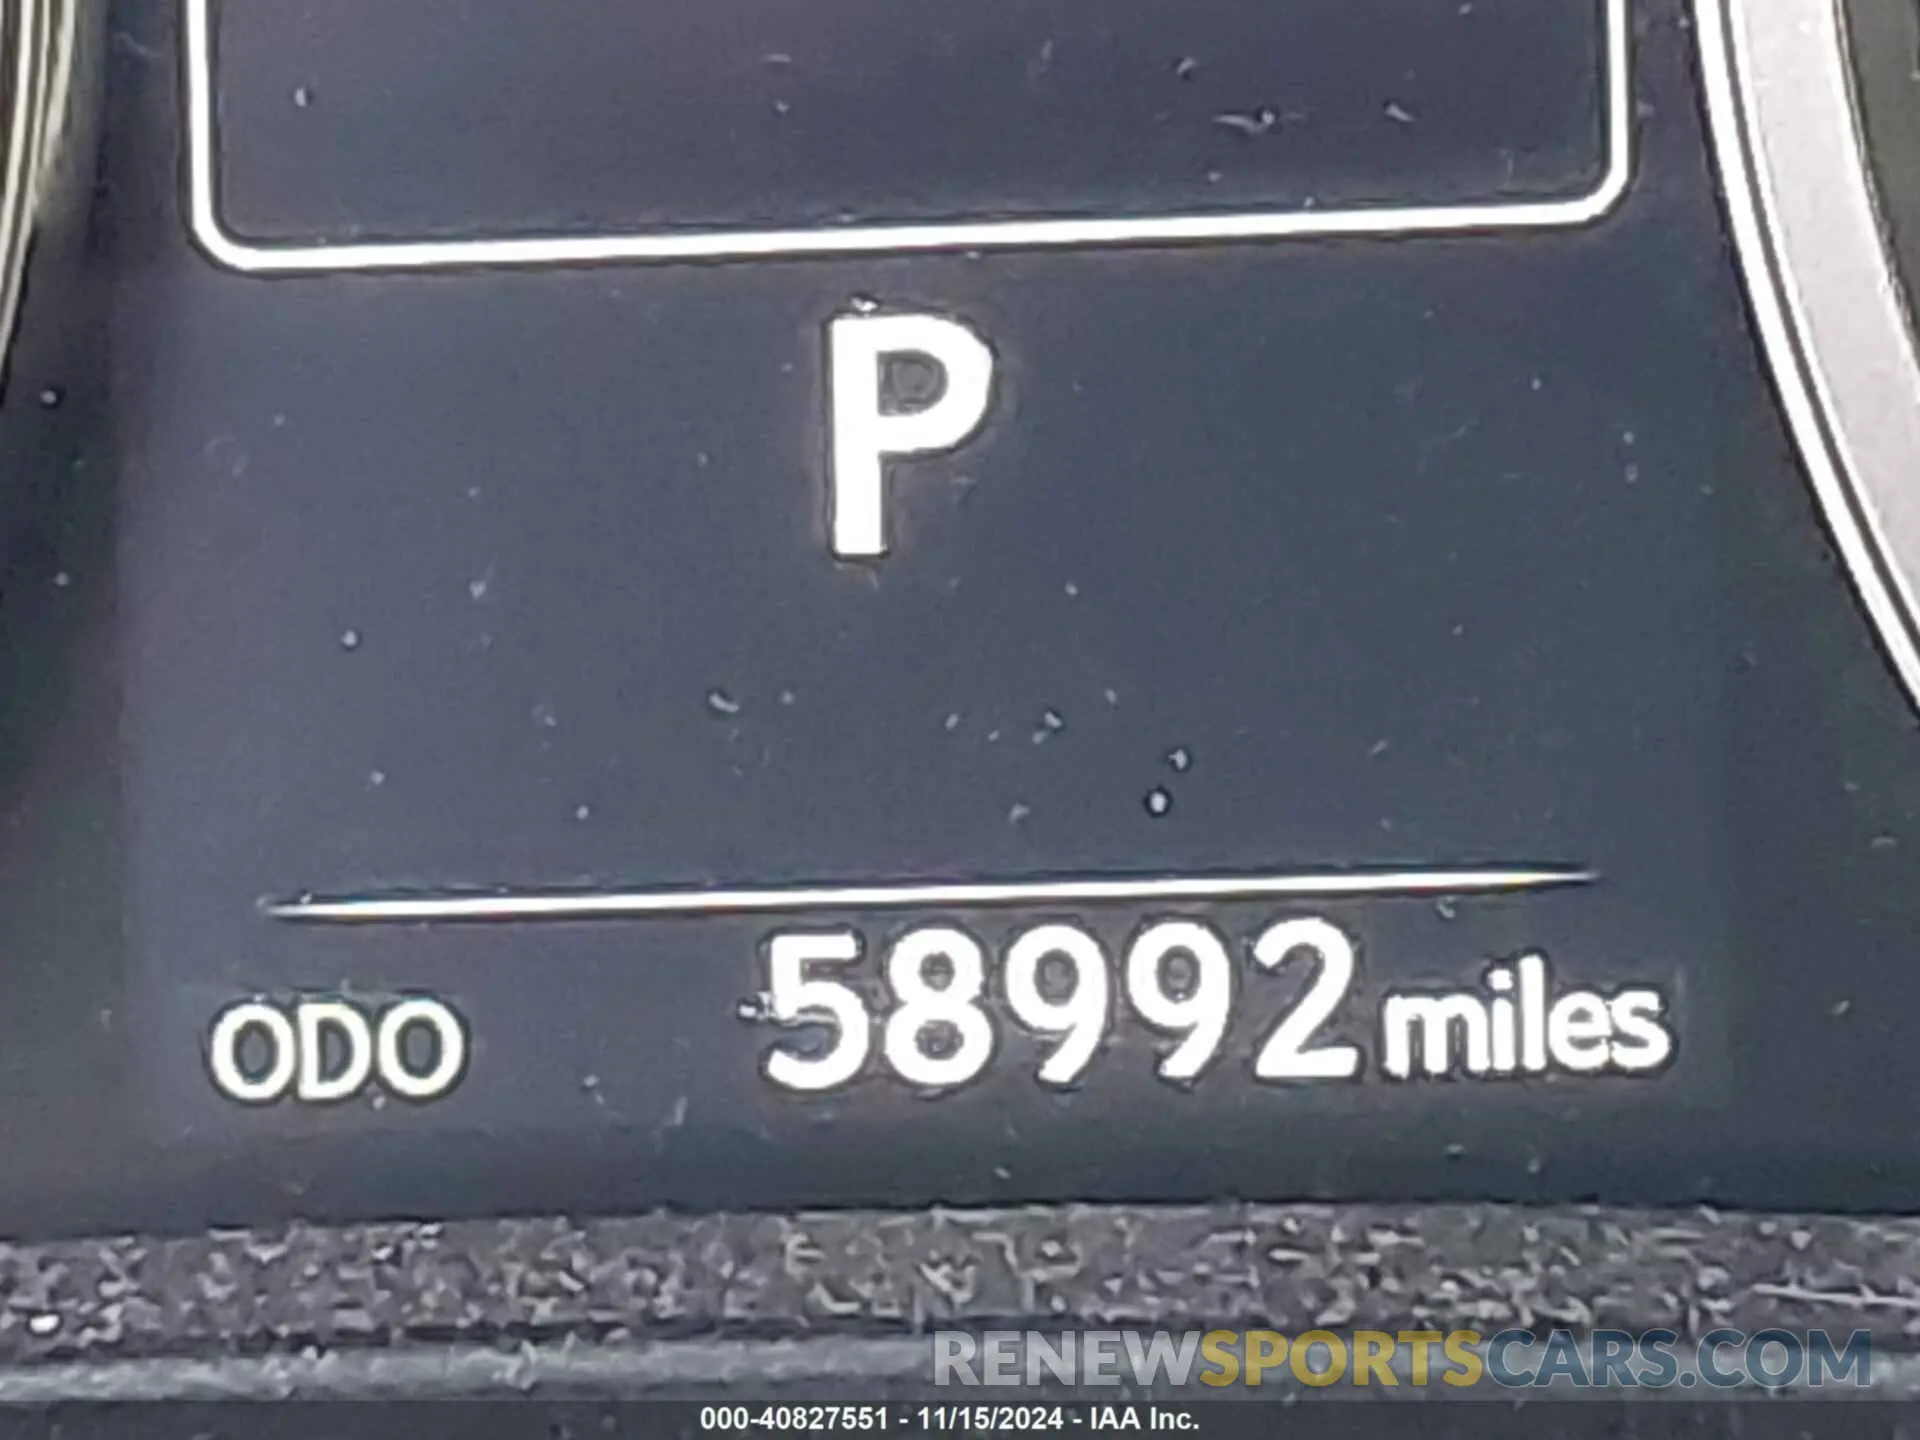 P
ODO 58992 miles
RENEWSPORTSCARS.COM
000-40827551 - 11/15/2024 - IAA Inc.